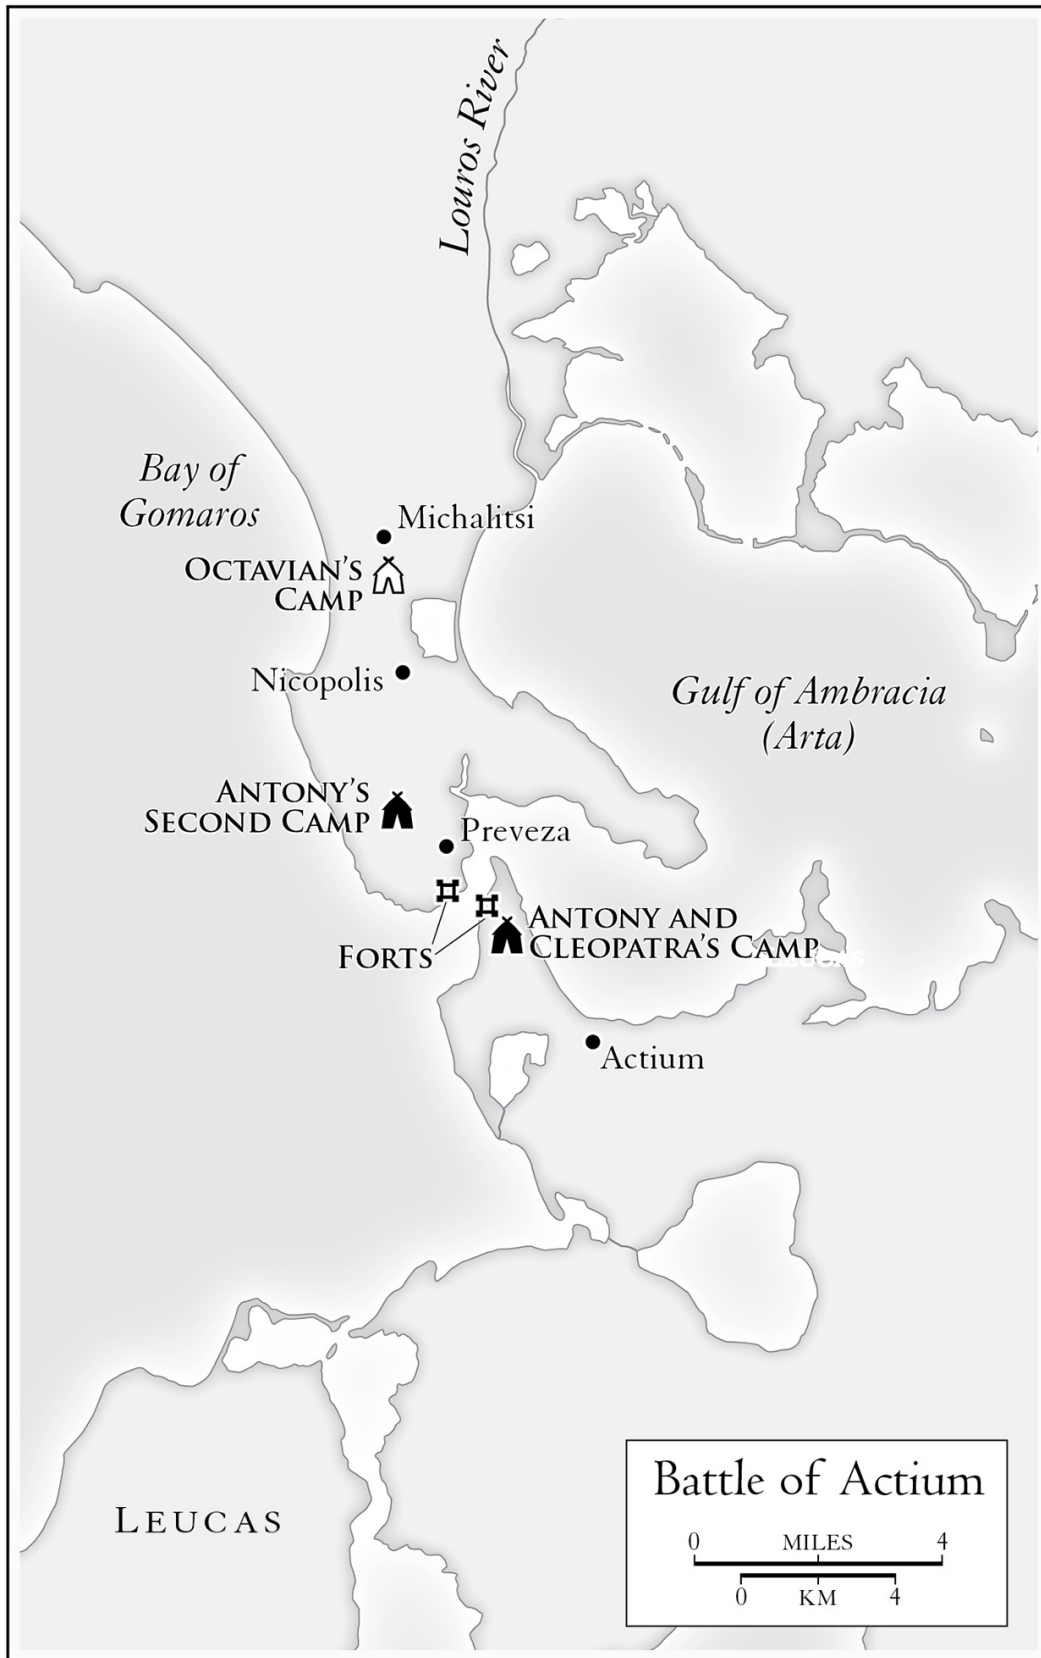 Louros River
Bay of
Gomaros
Michalitsi
OCTAVIAN'S
CAMP
Nicopolis
Gulf of Ambracia
(Arta)
ANTONY'S
SECOND CAMP
Preveza
ANTONY AND
CLEOPATRA'S CAMP
FORTS
Actium
LEUCAS
Battle of Actium
0 MILES 4
0 KM 4